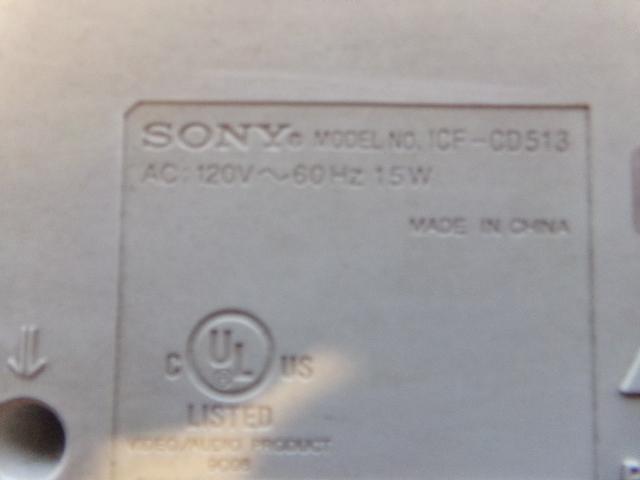 SONY® MODEL NO. ICF-CD513
AC: 120V ~ 60 Hz 15W
MADE IN CHINA
C UL® US
LISTED
VIDEO/AUDIO PRODUCT